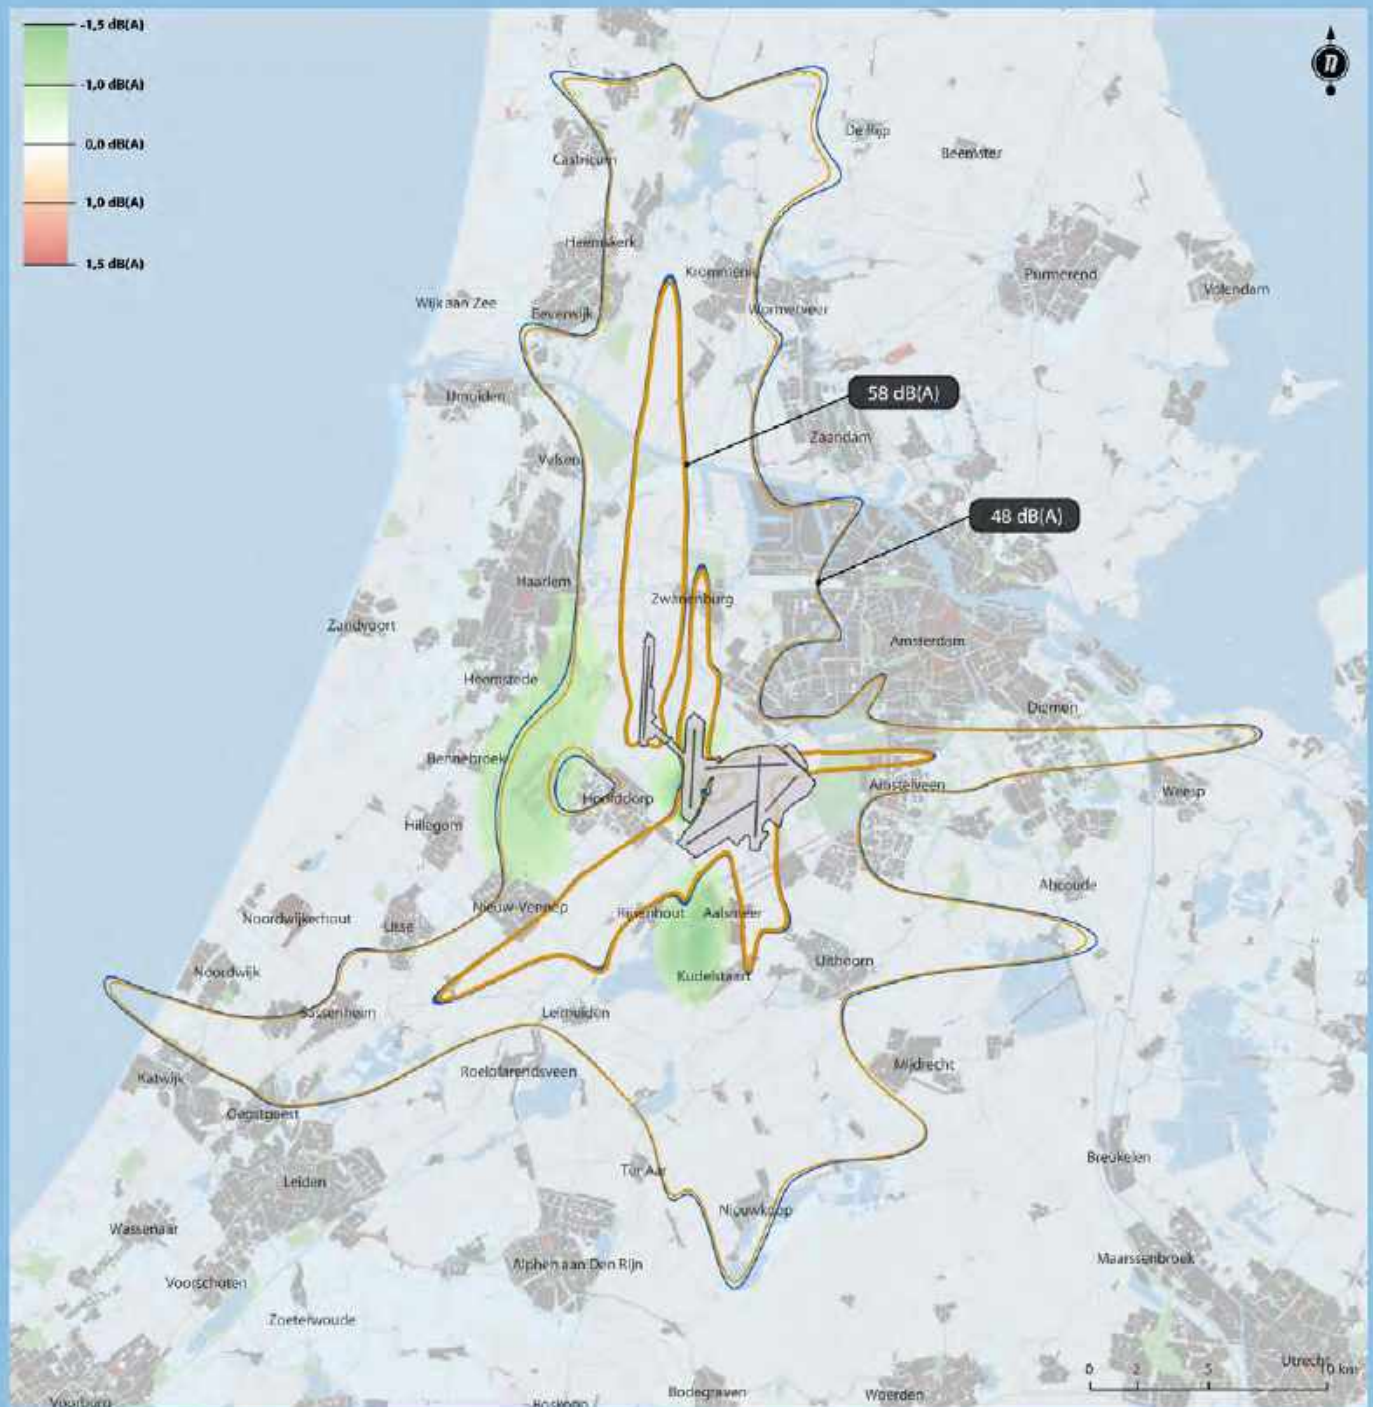 -1,5 dB(A)
-1,0 dB(A)
0,0 dB(A)
1,0 dB(A)
1,5 dB(A)
n
De Rijp
Beemster
Castricum
Heemskerk
Krommenie
Purmerend
Volendam
Wijk aan Zee
Beverwijk
Wormerveer
58 dB(A)
IJmuiden
Zaandam
Velsen
48 dB(A)
Haarlem
Zwanenburg
Zandvoort
Amsterdam
Heemstede
Diemen
Bennebroek
Amstelveen
Weesp
Hoofddorp
Hillegom
Abcoude
Nieuw-Vennep
Noordwijkerhout
Lisse
Rijsenhout
Aalsmeer
Uithoorn
Noordwijk
Kudelstaart
Sassenheim
Leimuiden
Mijdrecht
Katwijk
Roelofarendsveen
Oegstgeest
Breukelen
Ter Aar
Leiden
Nieuwkoop
Wassenaar
Maarssenbroek
Alphen aan Den Rijn
Voorschoten
Zoeterwoude
Utrecht
0 2 5 10 km
Bodegraven
Woerden
Voorburg
Boskoop